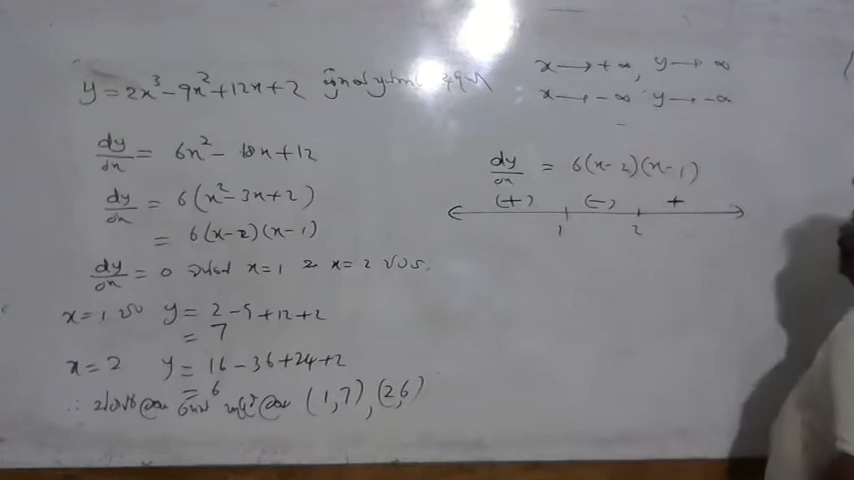 y = 2x³ - 9x² + 12x + 2
dy/dx = 6x² - 18x + 12
dy/dx = 6(x² - 3x + 2)
= 6(x-2)(x-1)
dy/dx = 0 x=1 x=2
x=1 y = 2 - 9 + 12 + 2
= 7
x=2 y = 16 - 36 + 24 + 2
= 6
∴ (1,7), (2,6)
x → +∞, y → ∞
x → -∞ y → -∞
dy/dx = 6(x-2)(x-1)
(+) (-) +
1 2